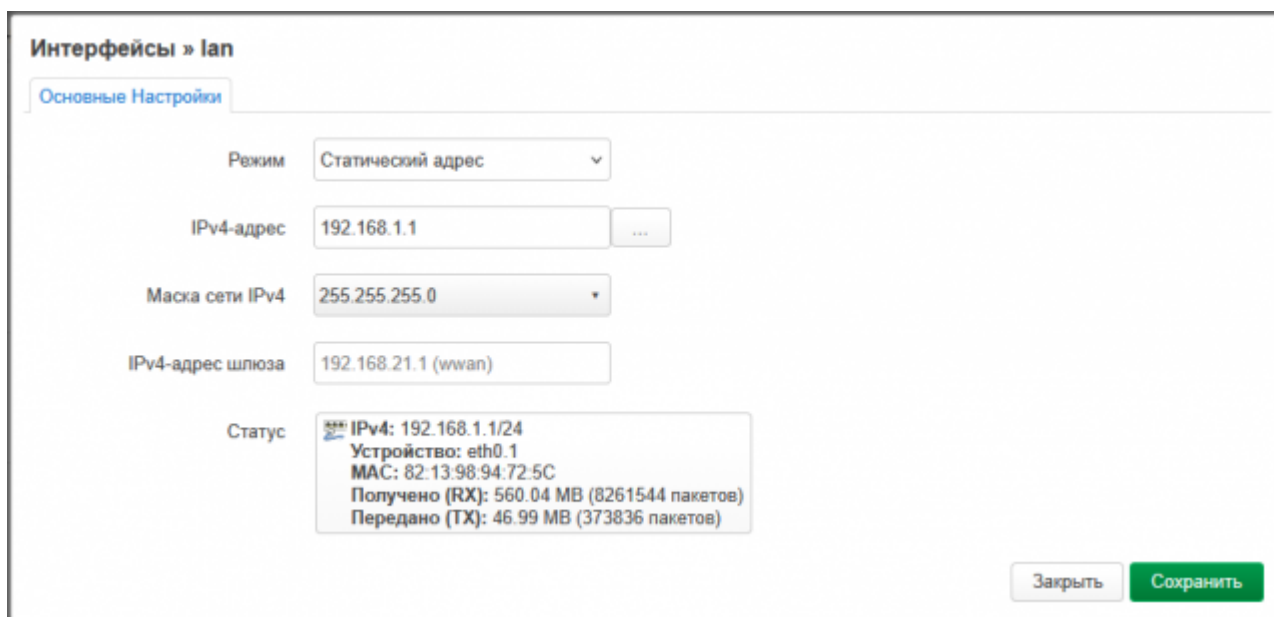 Интерфейсы » lan
Основные Настройки
Режим Статический адрес
IPv4-адрес 192.168.1.1 ...
Маска сети IPv4 255.255.255.0
IPv4-адрес шлюза 192.168.21.1 (wwan)
Статус IPv4: 192.168.1.1/24
Устройство: eth0.1
MAC: 82:13:98:94:72:5C
Получено (RX): 560.04 MB (8261544 пакетов)
Передано (TX): 46.99 MB (373836 пакетов)
Закрыть Сохранить